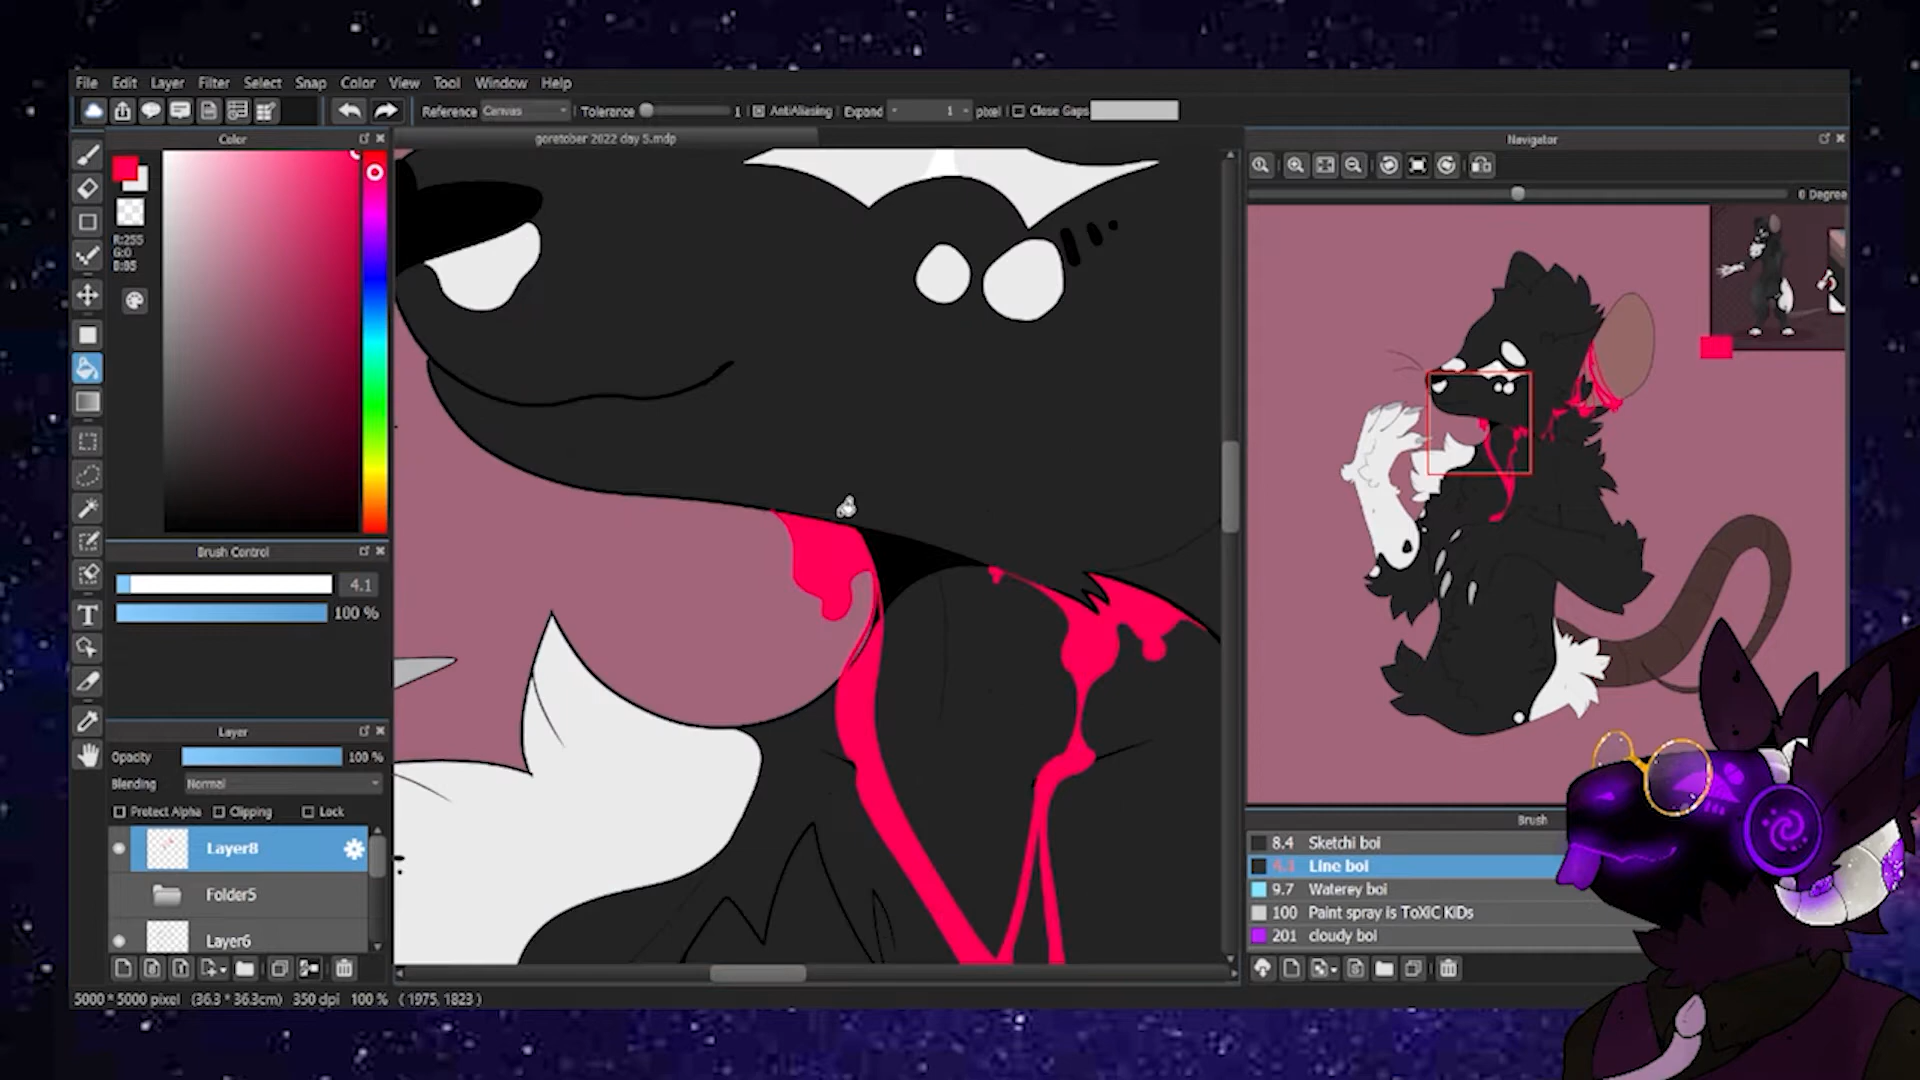 File Edit Layer Filter Select Snap Color View Tool Window Help
Reference Canvas Tolerance 1 AntiAliasing Expand 1 pixel Close Gaps
Color
goretober 2022 day 5.mdp
Navigator
0 Degree
R:255
G:0
B:85
Brush Control
4.1
100 %
Layer
Opacity 100 %
Blending Normal
Protect Alpha Clipping Lock
Layer8
Folder5
Layer6
Brush
8.4 Sketchi boi
4.1 Line boi
9.7 Waterey boi
100 Paint spray is ToXiC KiDs
201 cloudy boi
5000 * 5000 pixel (36.3 * 36.3cm) 350 dpi 100 % ( 1975, 1823 )